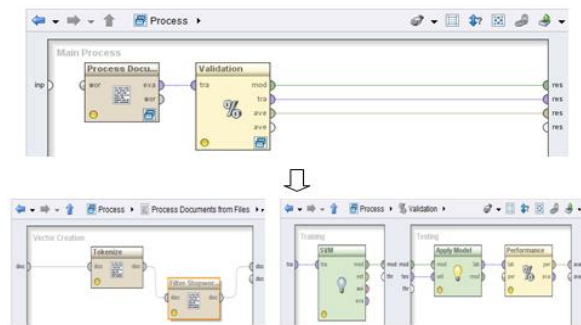 Process
Main Process
Process Docu...
Validation
inp
wor
exa
wor
tra
mod
tra
ave
ave
res
res
res
res
Process
Process Documents from Files
Vector Creation
Tokenize
doc
doc
doc
doc
doc
Filter Stopwor...
doc
doc
Process
Validation
Training
Testing
SVM
tra
tra
mod
est
mod
mod
thr
tes
thr
Apply Model
mod
unl
lab
mod
Performance
lab
per
per
exa
ave
ave